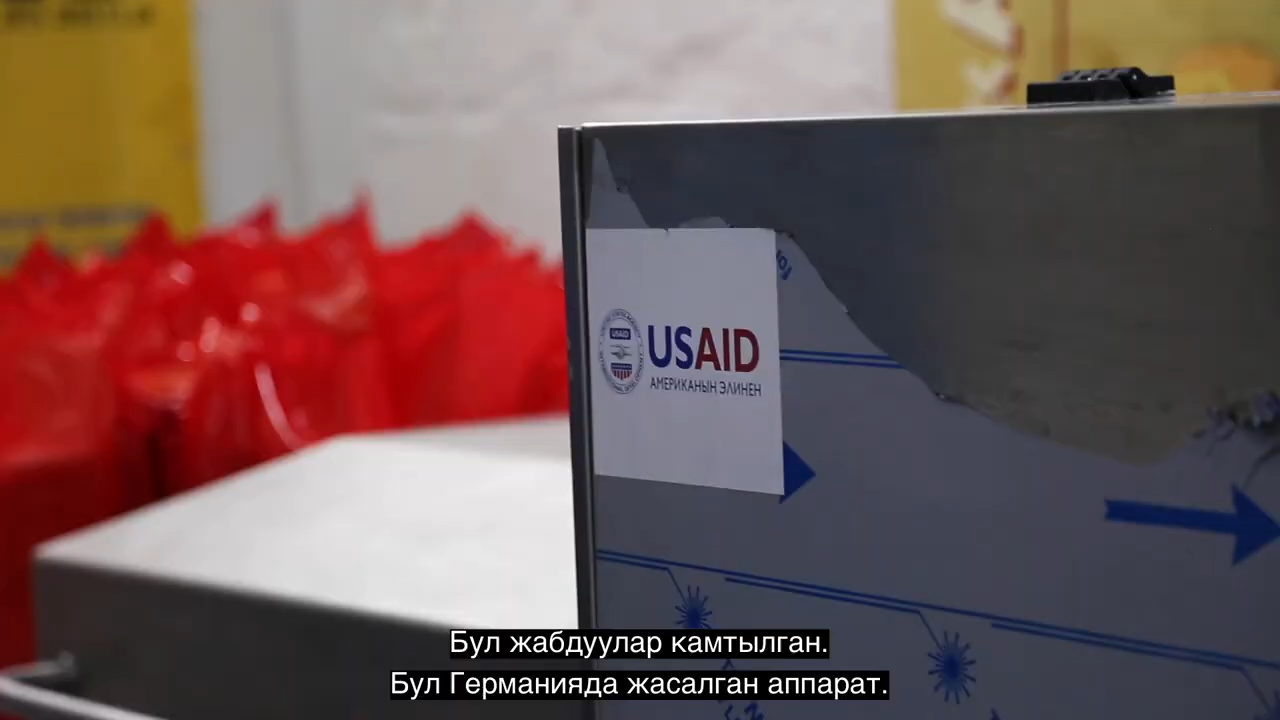 USAID
АМЕРИКАНЫН ЭЛИНЕН
Бул жабдуулар камтылган.
Бул Германияда жасалган аппарат.